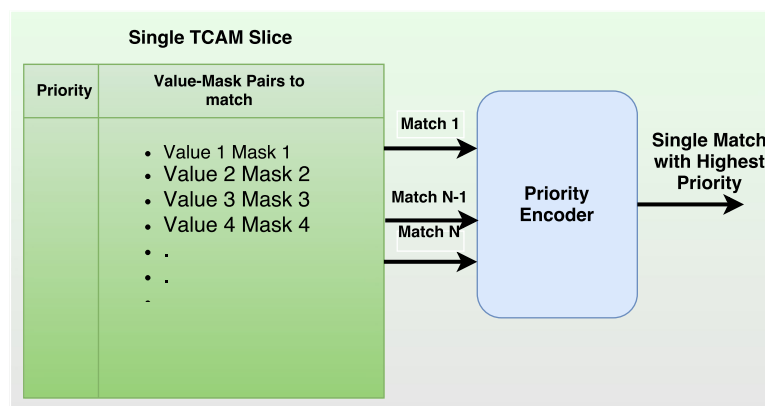 Single TCAM Slice
Priority
Value-Mask Pairs to
match
• Value 1 Mask 1
• Value 2 Mask 2
• Value 3 Mask 3
• Value 4 Mask 4
• .
• .
Match 1
Match N-1
Match N
Priority
Encoder
Single Match
with Highest
Priority